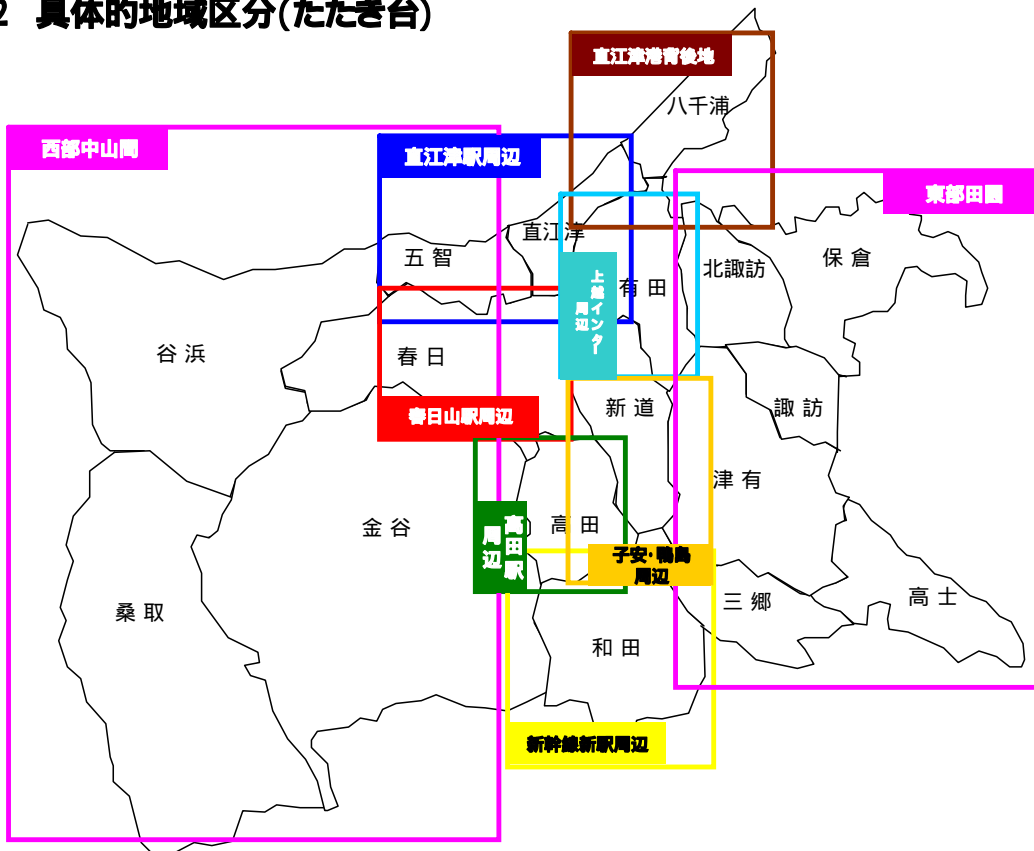 2 具体的地域区分(たたき台)
直江津港背後地
八千浦
西部中山間
直江津駅周辺
東部田園
直江津
五智
保倉
北諏訪
有田
上越インター
周辺
谷浜
春日
新道
諏訪
春日山駅周辺
津有
金谷
高田
高田駅
周辺
子安・鴨島
周辺
三郷
高士
桑取
和田
新幹線新駅周辺